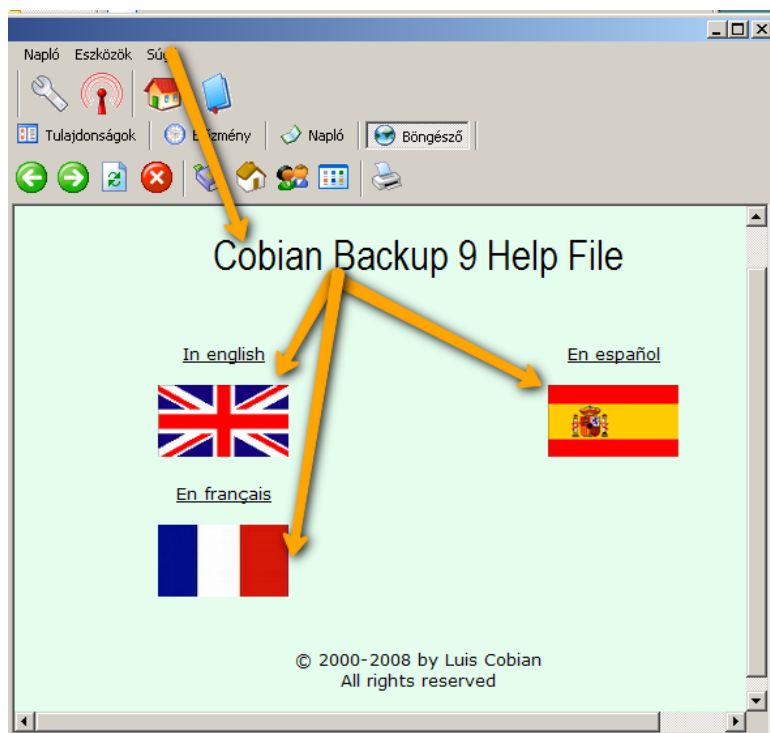 Napló Eszközök
Tulajdonságok Napló Böngésző
Cobian Backup 9 Help File
In english En español
En français
© 2000-2008 by Luis Cobian
All rights reserved